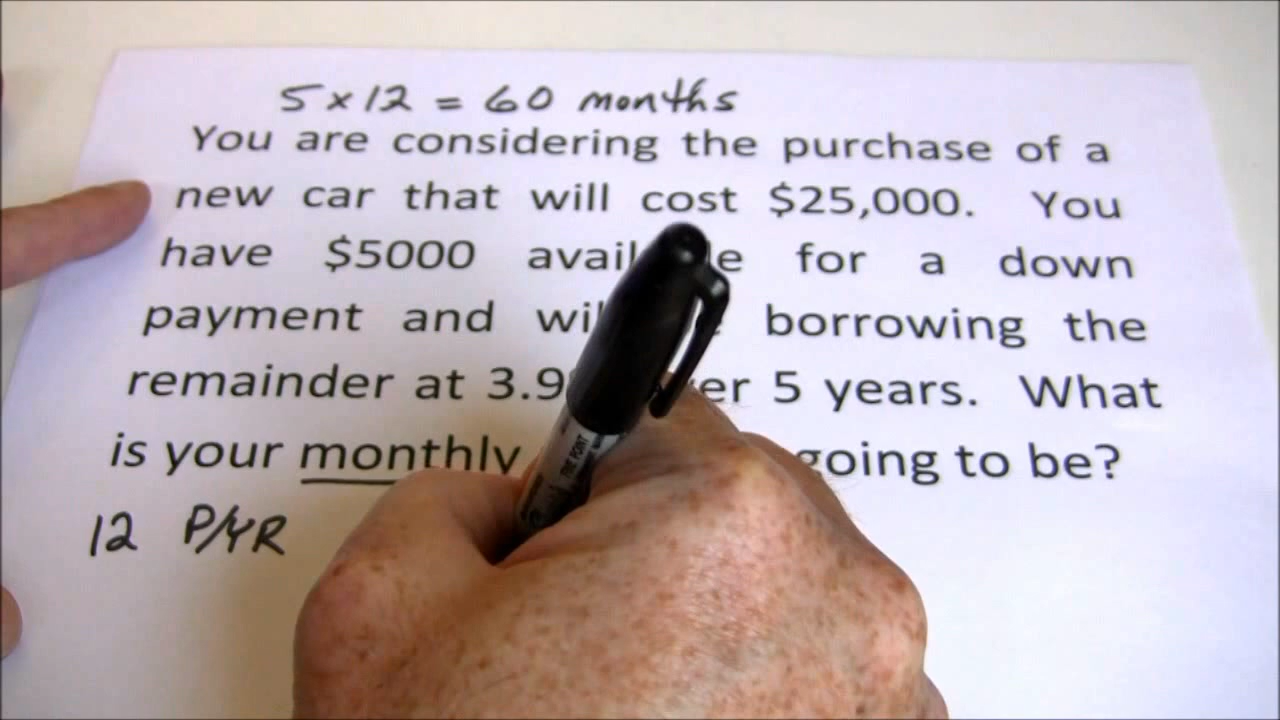 5 x 12 = 60 months
You are considering the purchase of a
new car that will cost $25,000. You
have $5000 for a down
payment and borrowing the
remainder at 5 years. What
is your monthly going to be?
12 P/YR
THE POINT